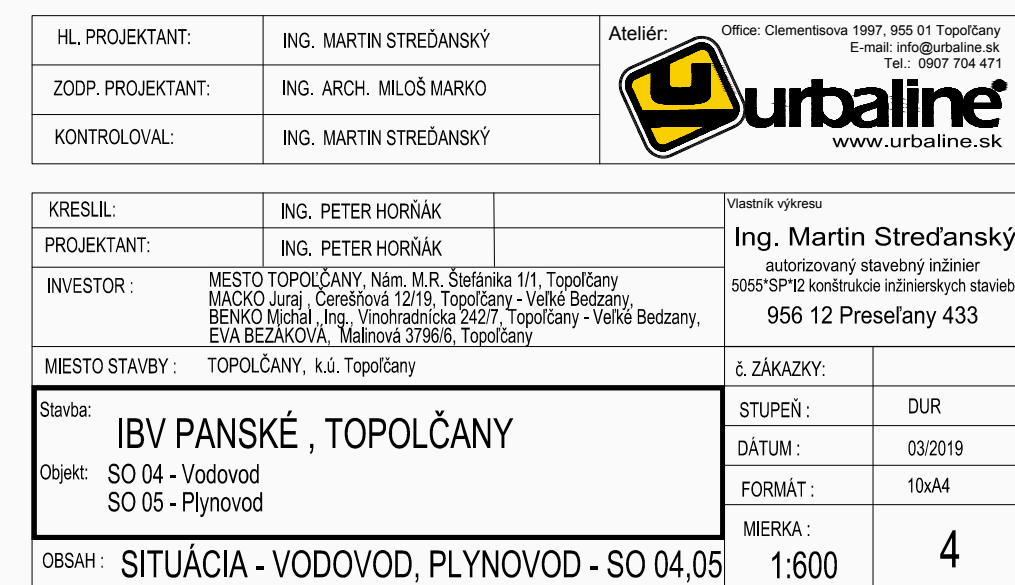 HL. PROJEKTANT: ING. MARTIN STREĎANSKÝ
ZODP. PROJEKTANT: ING. ARCH. MILOŠ MARKO
KONTROLOVAL: ING. MARTIN STREĎANSKÝ
Ateliér:
Office: Clementisova 1997, 955 01 Topoľčany
E-mail: info@urbaline.sk
Tel.: 0907 704 471
urbaline
www.urbaline.sk
KRESLIL: ING. PETER HORŇÁK
PROJEKTANT: ING. PETER HORŇÁK
INVESTOR : MESTO TOPOĽČANY, Nám. M.R. Štefánika 1/1, Topoľčany
MACKO Juraj , Čerešňová 12/19, Topoľčany - Veľké Bedzany,
BENKO Michal , Ing., Vinohradnícka 242/7, Topoľčany - Veľké Bedzany,
EVA BEZÁKOVÁ, Malinová 3796/6, Topoľčany
MIESTO STAVBY : TOPOLČANY, k.ú. Topoľčany
Vlastník výkresu
Ing. Martin Streďanský
autorizovaný stavebný inžinier
5055*SP*I2 konštrukcie inžinierskych stavieb
956 12 Preseľany 433
Stavba:
IBV PANSKÉ , TOPOLČANY
Objekt: SO 04 - Vodovod
SO 05 - Plynovod
OBSAH : SITUÁCIA - VODOVOD, PLYNOVOD - SO 04,05
č. ZÁKAZKY:
STUPEŇ : DUR
DÁTUM : 03/2019
FORMÁT : 10xA4
MIERKA :
1:600
4